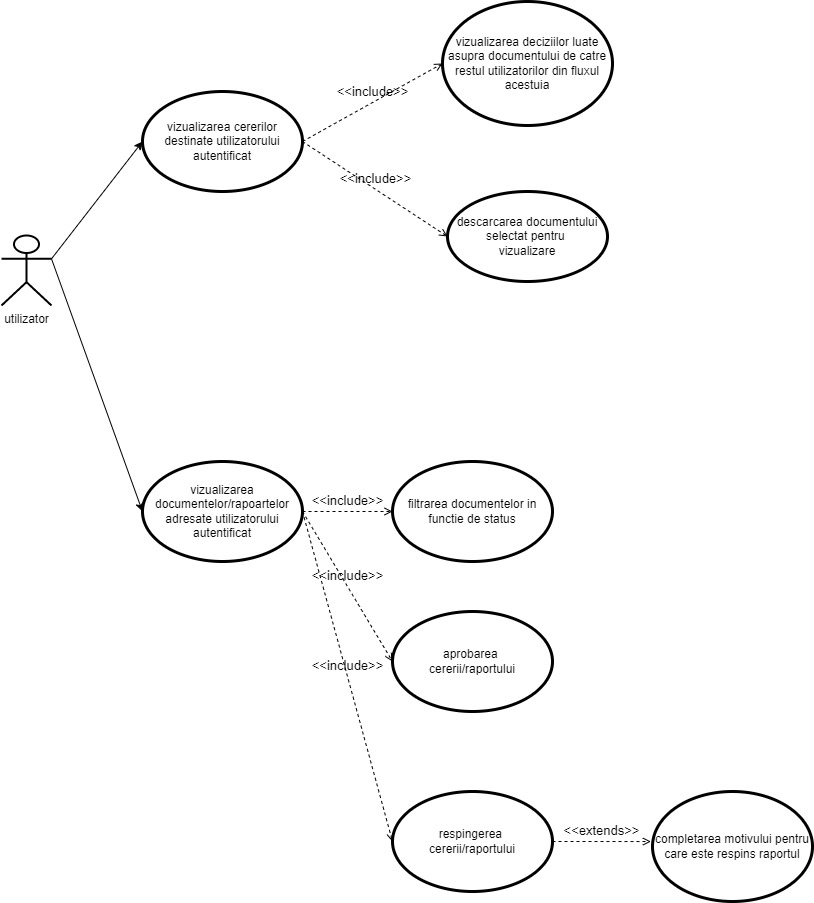 vizualizarea deciziilor luate
asupra documentului de catre
restul utilizatorilor din fluxul
acestuia
<<include>>
vizualizarea cererilor
destinate utilizatorului
autentificat
<<include>>
descarcarea documentului
selectat pentru
vizualizare
utilizator
vizualizarea
documentelor/rapoartelor
adresate utilizatorului
autentificat
<<include>>
filtrarea documentelor in
functie de status
<<include>>
aprobarea
cererii/raportului
<<include>>
respingerea
cererii/raportului
<<extends>>
completarea motivului pentru
care este respins raportul